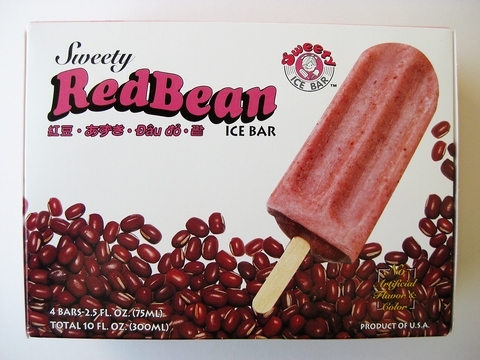 Sweety
RedBean
紅豆・あずき・Đậu đỏ・팥
ICE BAR
Sweety
ICE BAR
TM
No
Artificial
Flavor &
Color
4 BARS-2.5 FL. OZ. (75ML)
TOTAL 10 FL. OZ. (300ML)
PRODUCT OF U.S.A.